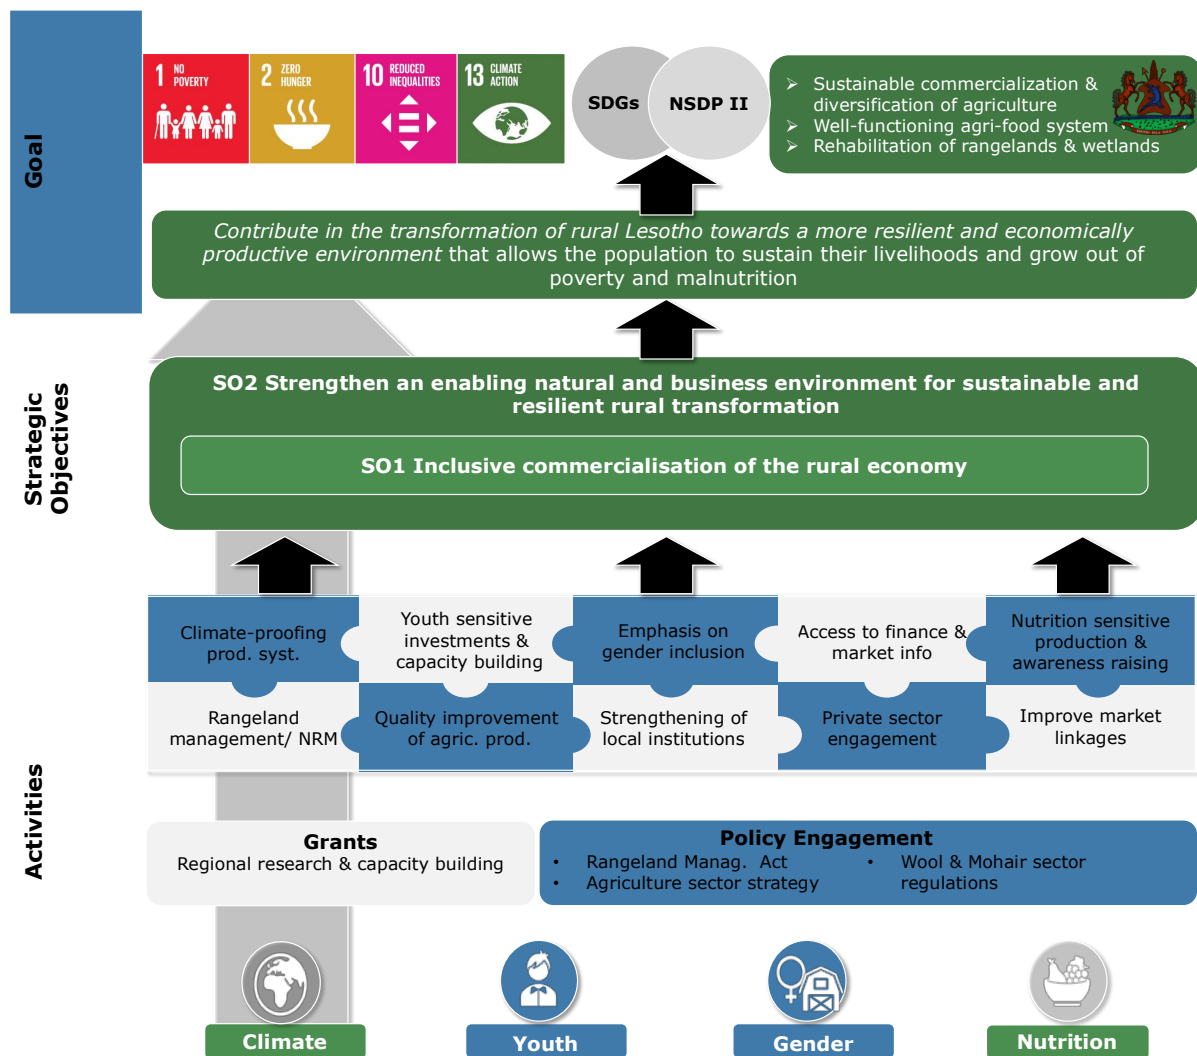 Goal
1 NO
POVERTY
2 ZERO
HUNGER
10 REDUCED
INEQUALITIES
13 CLIMATE
ACTION
SDGs
NSDP II
➢ Sustainable commercialization &
diversification of agriculture
➢ Well-functioning agri-food system
➢ Rehabilitation of rangelands & wetlands
Contribute in the transformation of rural Lesotho towards a more resilient and economically
productive environment that allows the population to sustain their livelihoods and grow out of
poverty and malnutrition
Strategic
Objectives
SO2 Strengthen an enabling natural and business environment for sustainable and
resilient rural transformation
SO1 Inclusive commercialisation of the rural economy
Activities
Climate-proofing
prod. syst.
Youth sensitive
investments &
capacity building
Emphasis on
gender inclusion
Access to finance &
market info
Nutrition sensitive
production &
awareness raising
Rangeland
management/ NRM
Quality improvement
of agric. prod.
Strengthening of
local institutions
Private sector
engagement
Improve market
linkages
Grants
Regional research & capacity building
Policy Engagement
• Rangeland Manag. Act
• Agriculture sector strategy
• Wool & Mohair sector
regulations
Climate
Youth
Gender
Nutrition